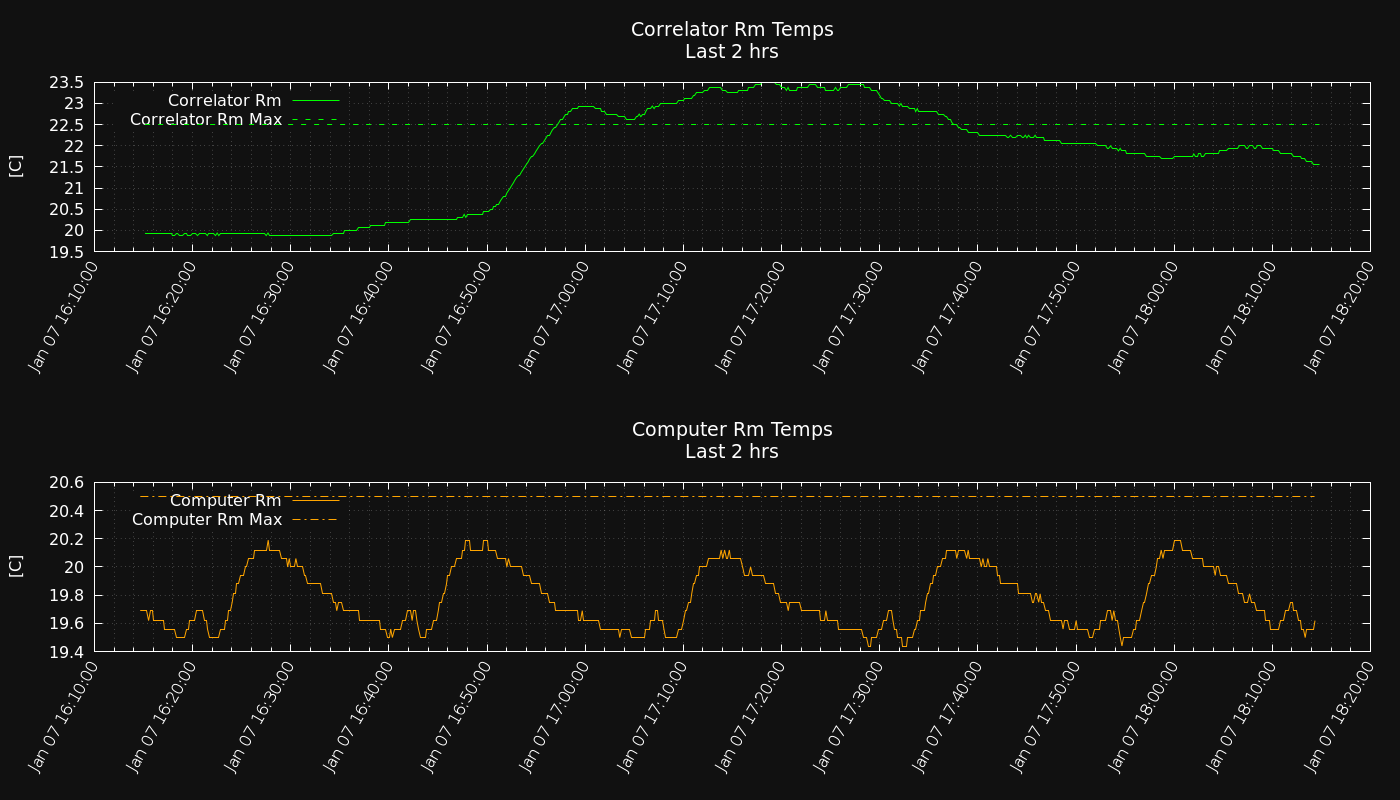 Correlator Rm Temps
Last 2 hrs
23.5
23
22.5
22
21.5
21
20.5
20
19.5
[C]
Correlator Rm
Correlator Rm Max
Jan 07 16:10:00
Jan 07 16:20:00
Jan 07 16:30:00
Jan 07 16:40:00
Jan 07 16:50:00
Jan 07 17:00:00
Jan 07 17:10:00
Jan 07 17:20:00
Jan 07 17:30:00
Jan 07 17:40:00
Jan 07 17:50:00
Jan 07 18:00:00
Jan 07 18:10:00
Jan 07 18:20:00
Computer Rm Temps
Last 2 hrs
20.6
20.4
20.2
20
19.8
19.6
19.4
[C]
Computer Rm
Computer Rm Max
Jan 07 16:10:00
Jan 07 16:20:00
Jan 07 16:30:00
Jan 07 16:40:00
Jan 07 16:50:00
Jan 07 17:00:00
Jan 07 17:10:00
Jan 07 17:20:00
Jan 07 17:30:00
Jan 07 17:40:00
Jan 07 17:50:00
Jan 07 18:00:00
Jan 07 18:10:00
Jan 07 18:20:00